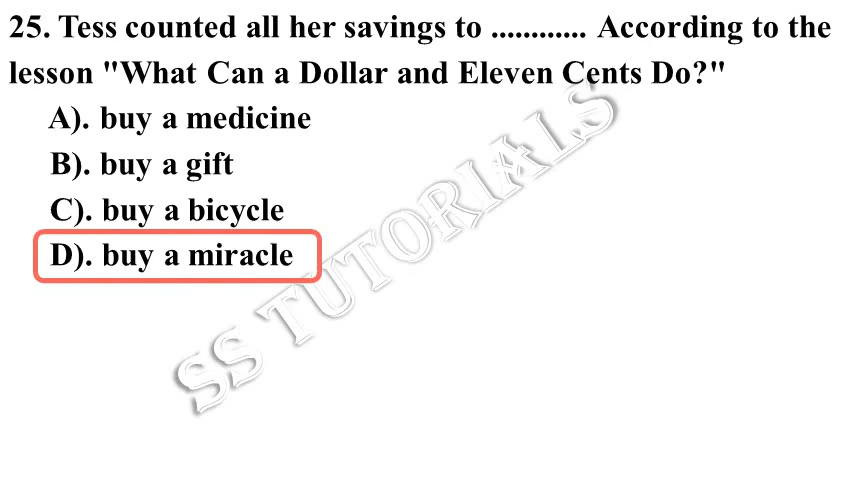 25. Tess counted all her savings to ............ According to the
lesson "What Can a Dollar and Eleven Cents Do?"
A). buy a medicine
B). buy a gift
C). buy a bicycle
D). buy a miracle
SS TUTORIALS